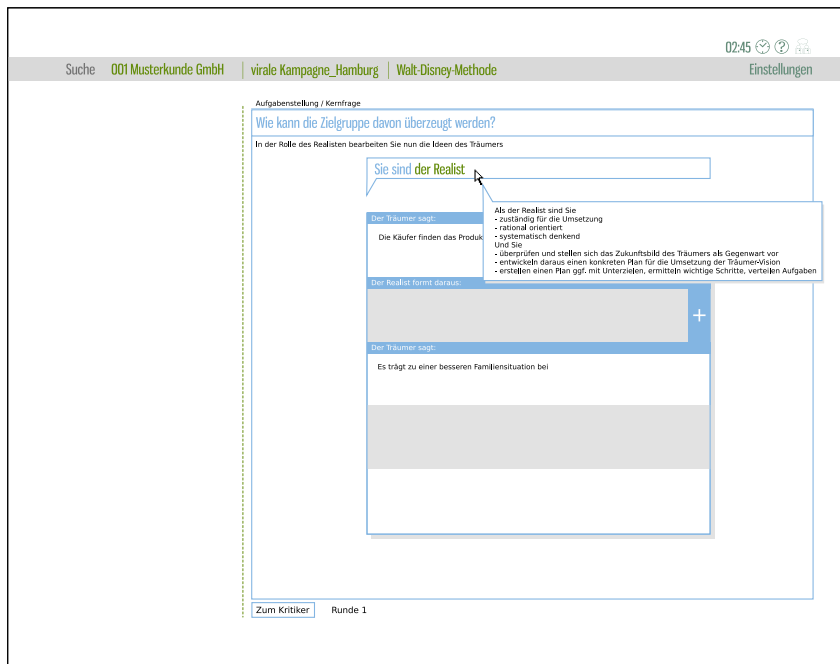 02:45 ?
Suche 001 Musterkunde GmbH virale Kampagne_Hamburg Walt-Disney-Methode Einstellungen
Aufgabenstellung / Kernfrage
Wie kann die Zielgruppe davon überzeugt werden?
In der Rolle des Realisten bearbeiten Sie nun die Ideen des Träumers
Sie sind der Realist
Als der Realist sind Sie
- zuständig für die Umsetzung
- rational orientiert
- systematisch denkend
Und Sie
- überprüfen und stellen sich das Zukunftsbild des Träumers als Gegenwart vor
- entwickeln daraus einen konkreten Plan für die Umsetzung der Träumer-Vision
- erstellen einen Plan ggf. mit Unterzielen, ermitteln wichtige Schritte, verteilen Aufgaben
Der Träumer sagt:
Die Käufer finden das Produk
Der Realist formt daraus:
+
Der Träumer sagt:
Es trägt zu einer besseren Familiensituation bei
Zum Kritiker Runde 1